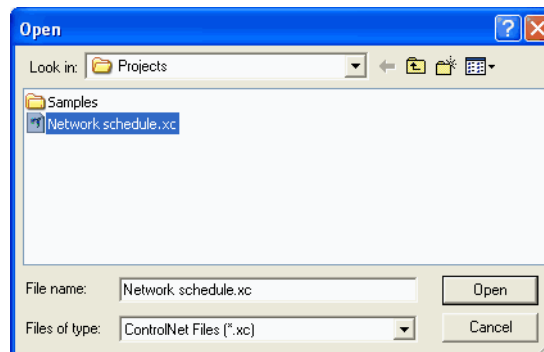 Open
Look in: Projects
Samples
Network schedule.xc
File name: Network schedule.xc Open
Files of type: ControlNet Files (*.xc) Cancel